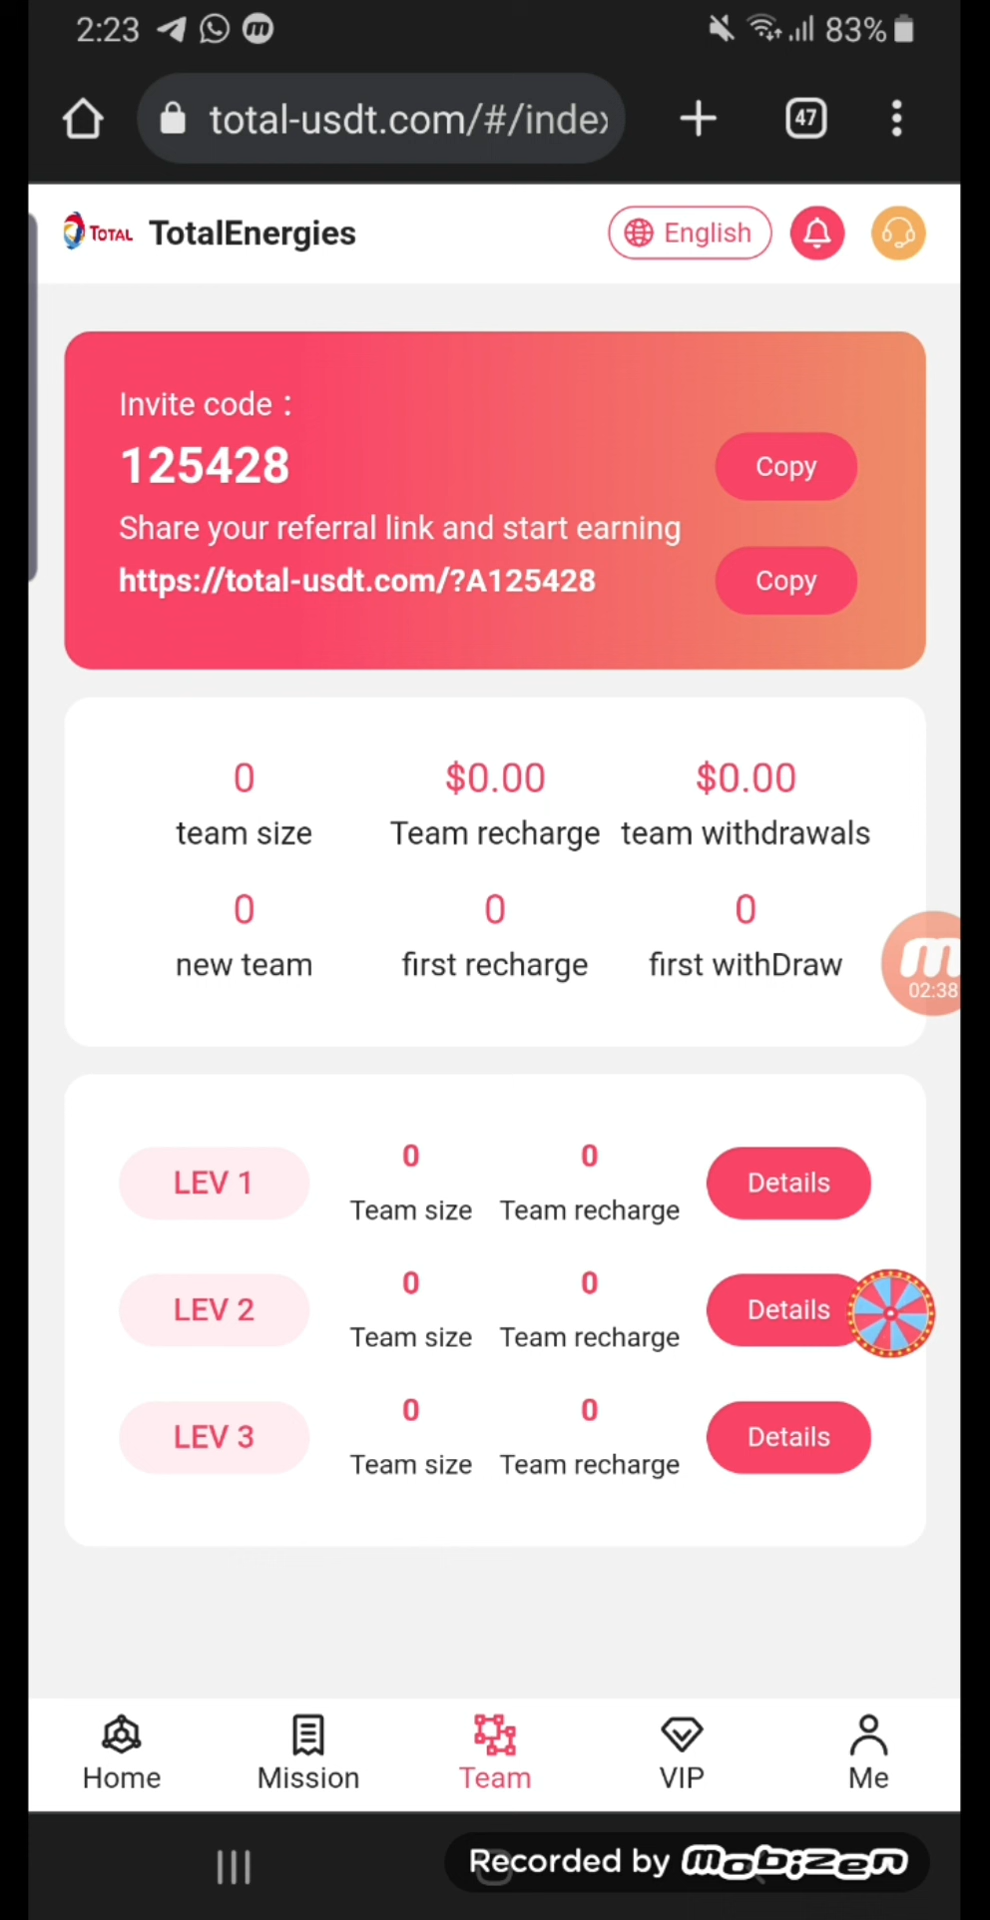 2:23 83%
total-usdt.com/#/index 47
TOTAL TotalEnergies English
Invite code :
125428 Copy
Share your referral link and start earning
https://total-usdt.com/?A125428 Copy
0 $0.00 $0.00
team size Team recharge team withdrawals
0 0 0
new team first recharge first withDraw
m
02:38
0 0
LEV 1 Details
Team size Team recharge
0 0
LEV 2 Details
Team size Team recharge
0 0
LEV 3 Details
Team size Team recharge
Home Mission Team VIP Me
Recorded by mobizen